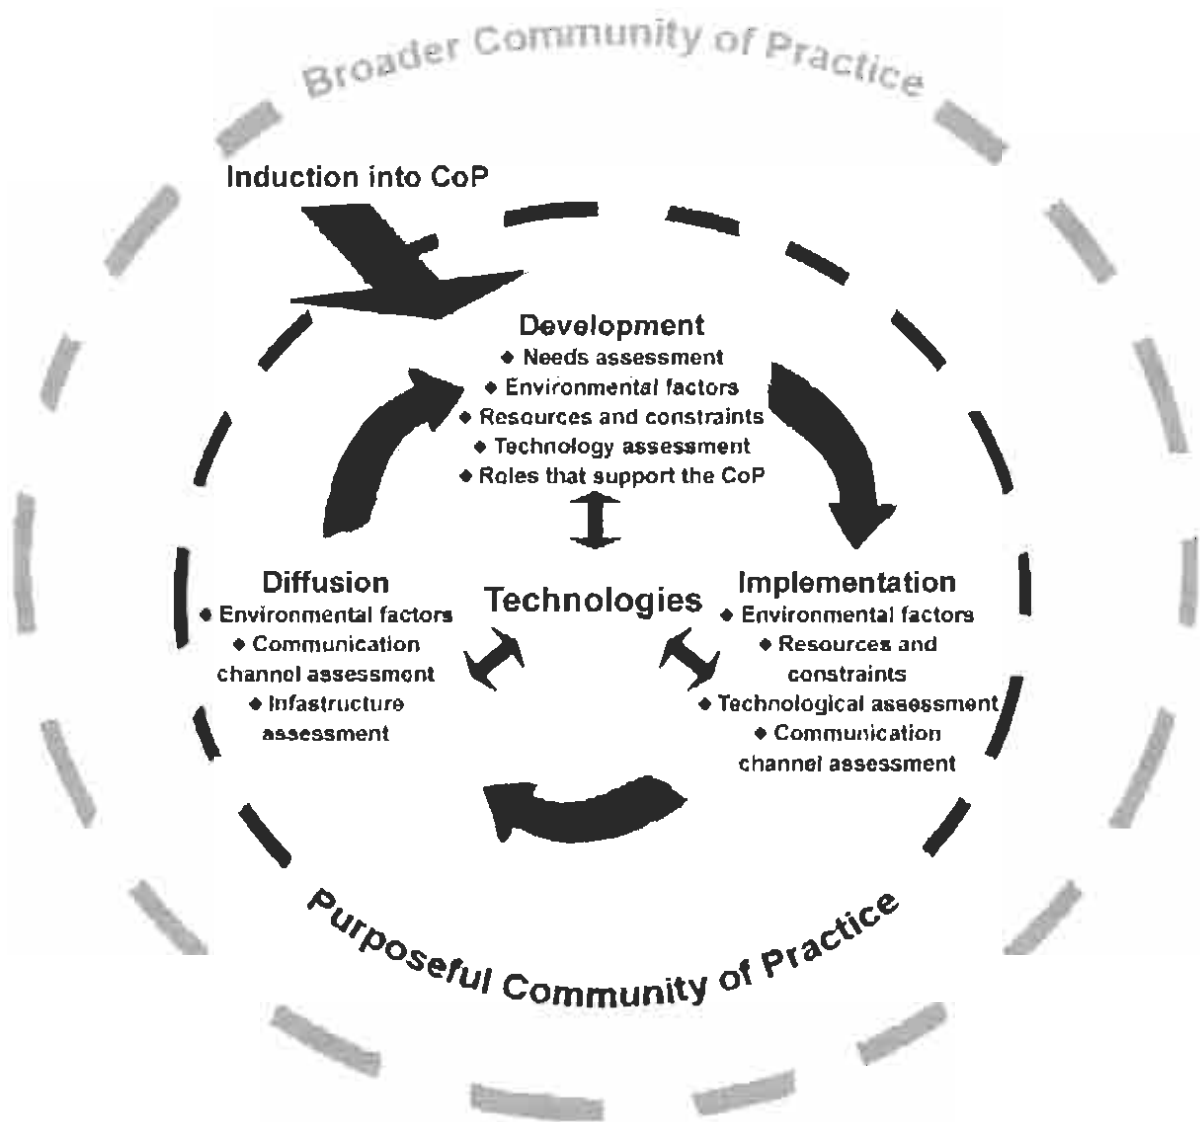 Broader Community of Practice
Induction into CoP
Development
◆ Needs assessment
◆ Environmental factors
◆ Resources and constraints
◆ Technology assessment
◆ Roles that support the CoP
Diffusion
◆ Environmental factors
◆ Communication
channel assessment
◆ Infastructure
assessment
Technologies
Implementation
◆ Environmental factors
◆ Resources and
constraints
◆ Technological assessment
◆ Communication
channel assessment
Purposeful Community of Practice